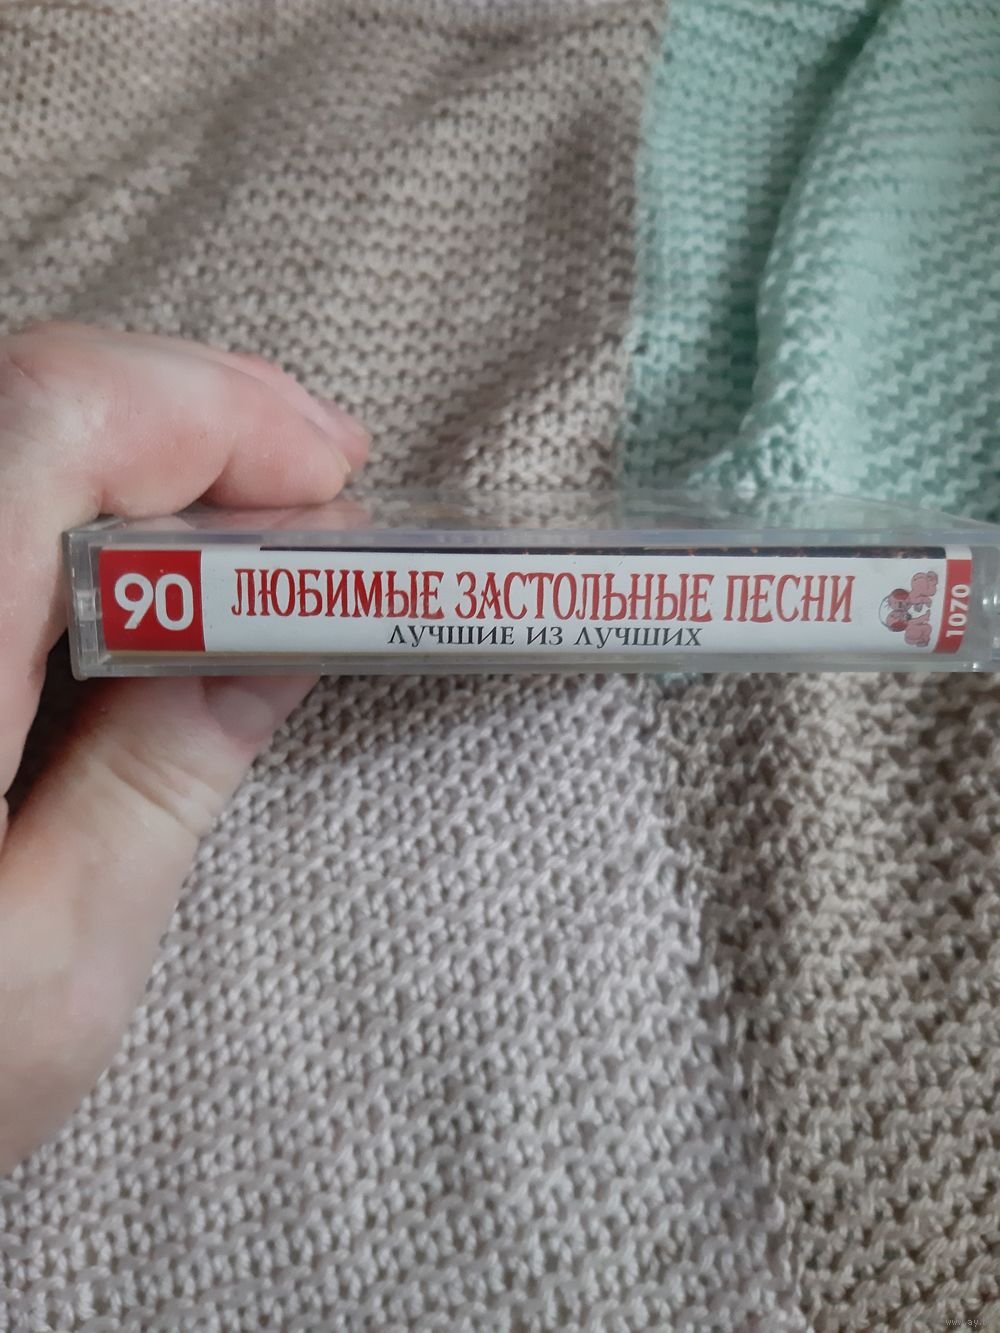 90
ЛЮБИМЫЕ ЗАСТОЛЬНЫЕ ПЕСНИ
ЛУЧШИЕ ИЗ ЛУЧШИХ
1070